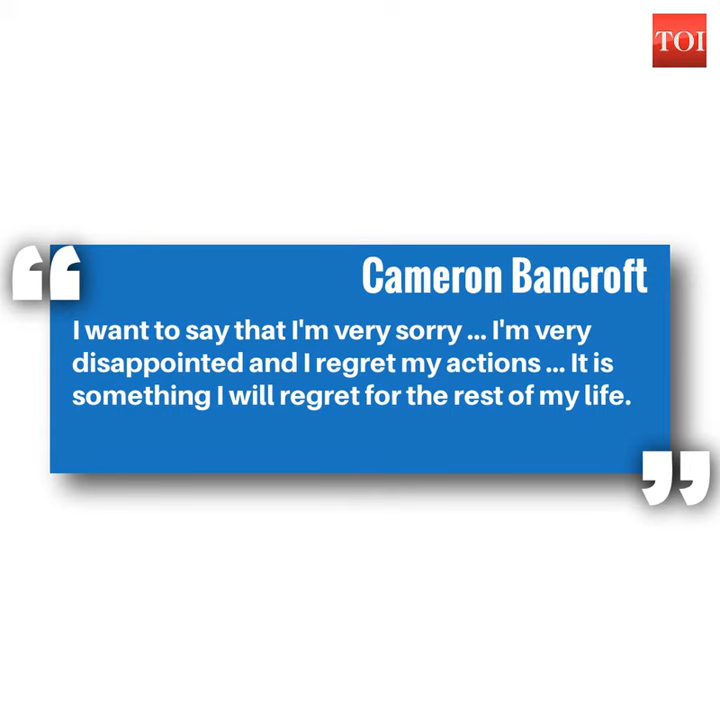 TOI
Cameron Bancroft
I want to say that I'm very sorry ... I'm very
disappointed and I regret my actions ... It is
something I will regret for the rest of my life.